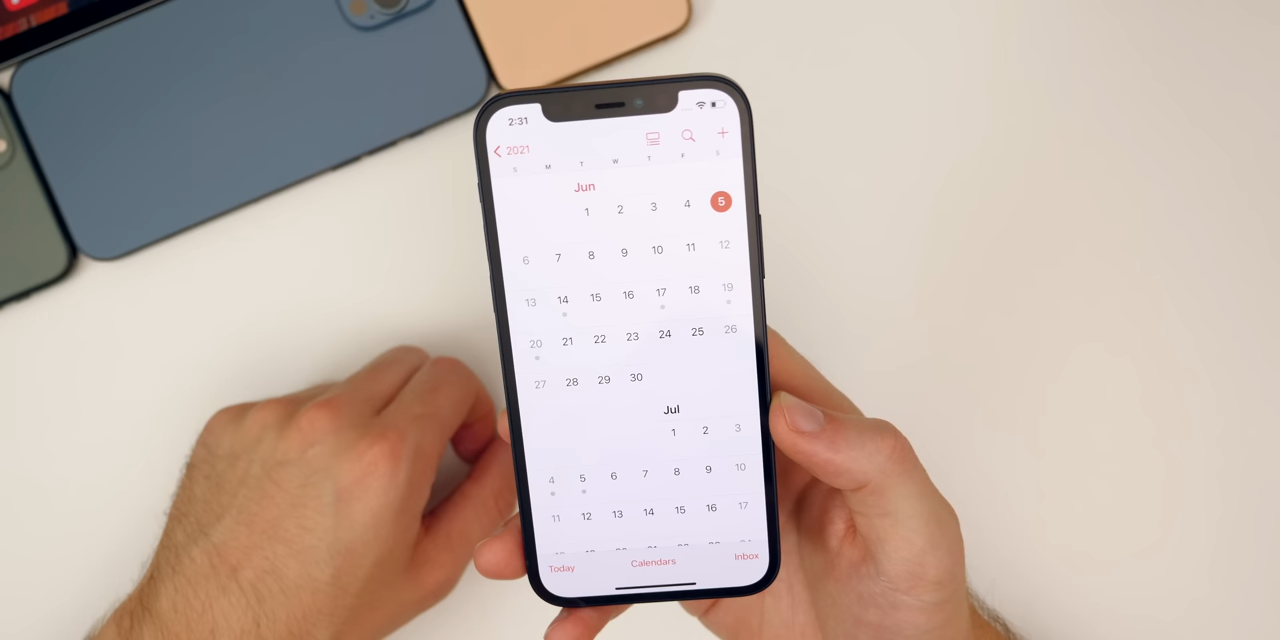 2:31
2021
S M T W T F S
Jun
1 2 3 4 5
6 7 8 9 10 11 12
13 14 15 16 17 18 19
20 21 22 23 24 25 26
27 28 29 30
Jul
1 2 3
4 5 6 7 8 9 10
11 12 13 14 15 16 17
Today Calendars Inbox